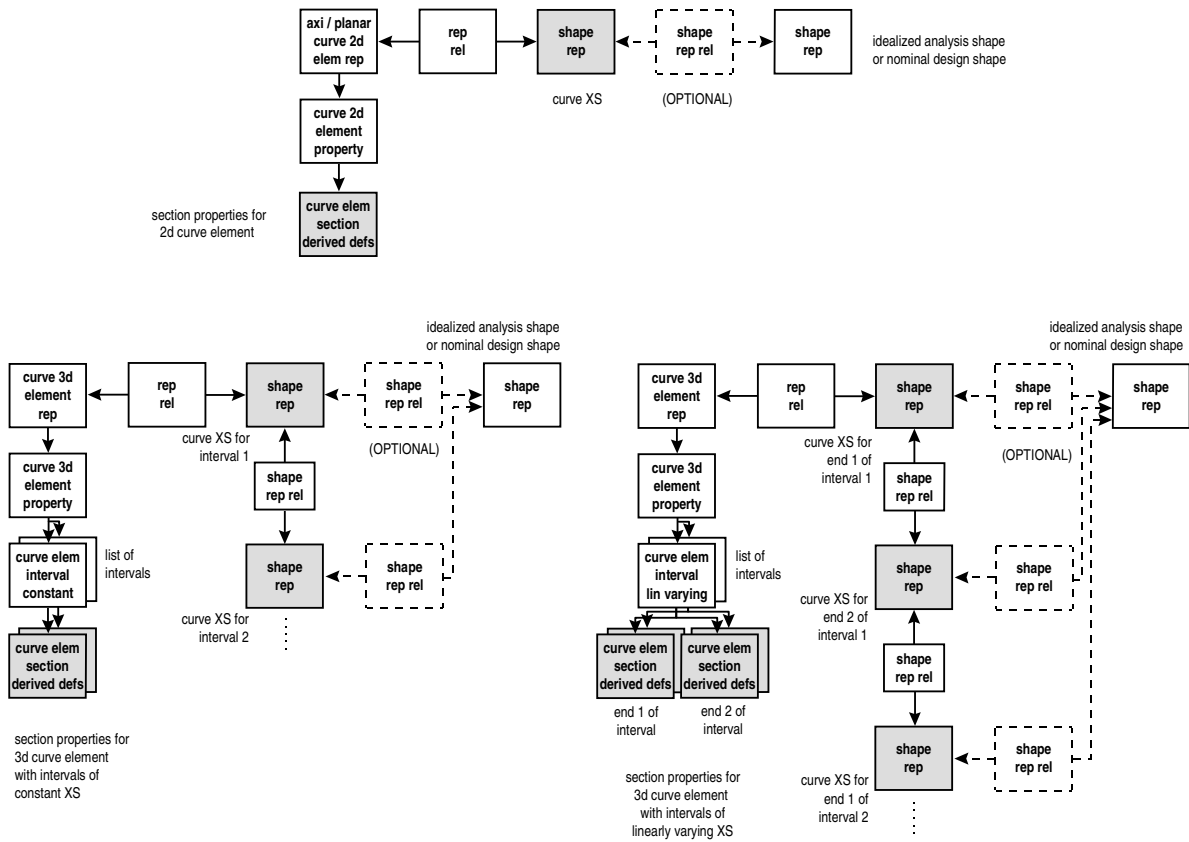 axi / planar
curve 2d
elem rep
rep
rel
shape
rep
shape
rep rel
shape
rep
idealized analysis shape
or nominal design shape
curve XS
(OPTIONAL)
curve 2d
element
property
section properties for
2d curve element
curve elem
section
derived defs
idealized analysis shape
or nominal design shape
curve 3d
element
rep
rep
rel
shape
rep
shape
rep rel
shape
rep
curve XS for
interval 1
(OPTIONAL)
curve 3d
element
property
shape
rep rel
curve elem
interval
constant
list of
intervals
shape
rep
shape
rep rel
curve XS for
interval 2
curve elem
section
derived defs
section properties for
3d curve element
with intervals of
constant XS
idealized analysis shape
or nominal design shape
curve 3d
element
rep
rep
rel
shape
rep
shape
rep rel
shape
rep
curve XS for
end 1 of
interval 1
(OPTIONAL)
curve 3d
element
property
shape
rep rel
curve elem
interval
lin varying
list of
intervals
shape
rep
shape
rep rel
curve XS for
end 2 of
interval 1
curve elem
section
derived defs
curve elem
section
derived defs
end 1 of
interval
end 2 of
interval
shape
rep rel
shape
rep
shape
rep rel
curve XS for
end 1 of
interval 2
section properties for
3d curve element
with intervals of
linearly varying XS